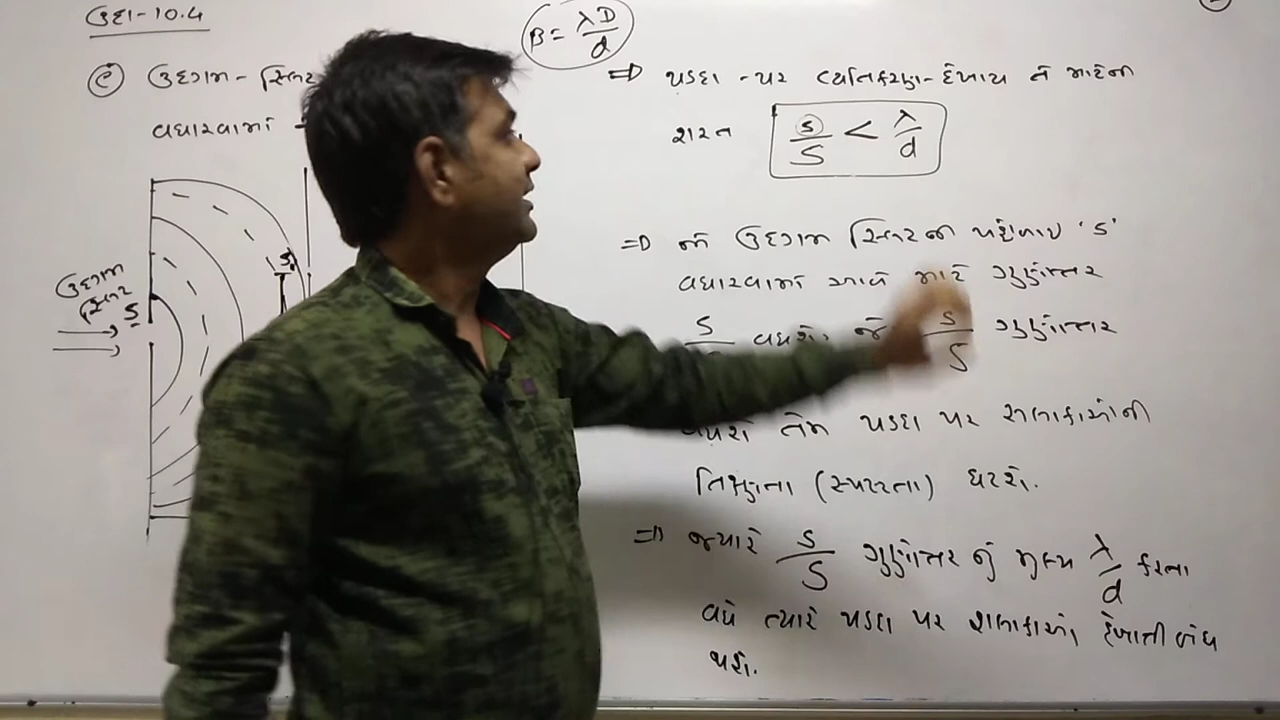 ઉદા-10.4
β = λD/d
(e) ઉદગમ - સ્લિટ
વધારવામાં
ઉદગમ
સ્લિટ
s
S₁
⇒ પડદા - પર વ્યતિકરણ - દેખાય તે માટેની
શરત s/S < λ/d
⇒ જો ઉદગમ સ્લિટની પહોળાઇ 's'
વધારવામાં આવે માટે ગુણોત્તર
s વધશે. જેમ s/S ગુણોત્તર
વધશે તેમ પડદા પર શલાકાઓની
તિક્ષ્ણતા (સ્પષ્ટતા) ઘટશે.
⇒ જ્યારે s/S ગુણોત્તર નું મુલ્ય λ/d કરતા
વધે ત્યારે પડદા પર શલાકાઓ દેખાતી બંધ
થશે.